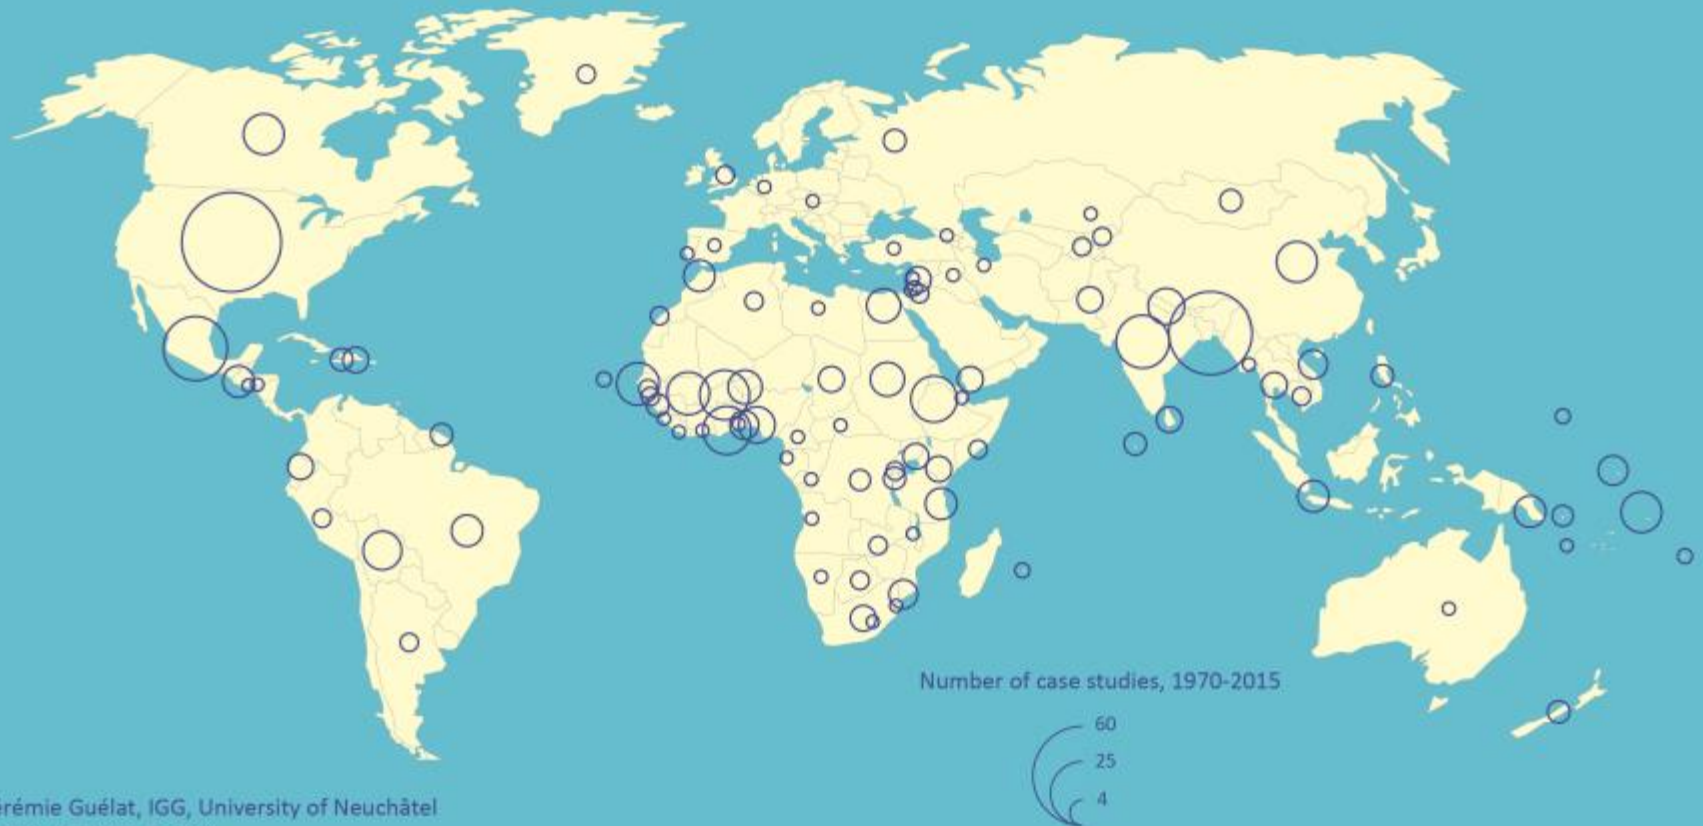 Number of case studies, 1970-2015
60
25
4
érémie Guélat, IGG, University of Neuchâtel